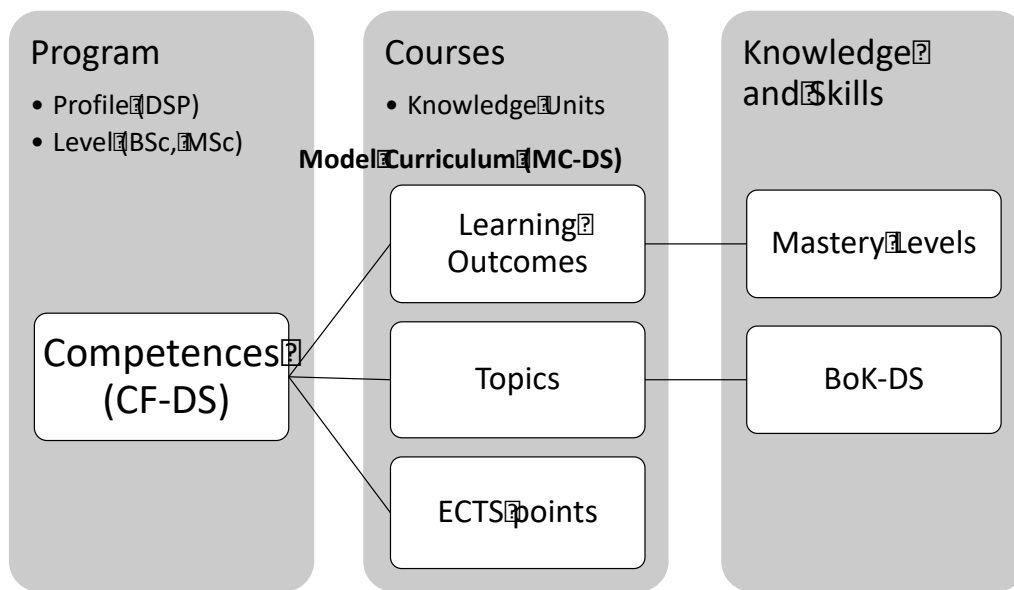 Program
• Profile (DSP)
• Level (BSc, MSc)
Competences
(CF-DS)
Courses
• Knowledge Units
Model Curriculum (MC-DS)
Learning
Outcomes
Topics
ECTS points
Knowledge
and Skills
Mastery Levels
BoK-DS